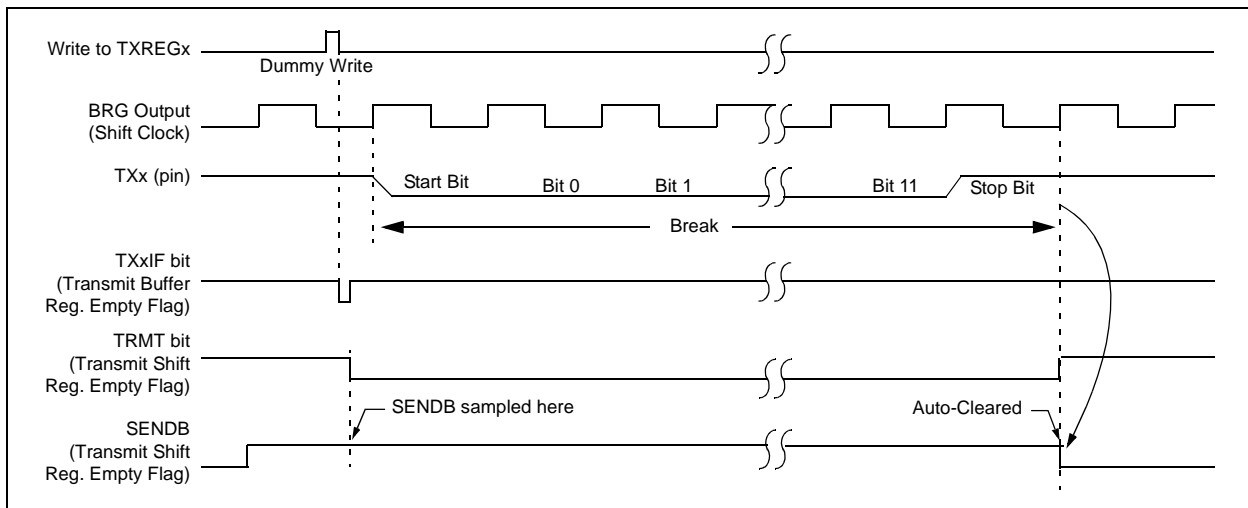 Write to TXREGx
Dummy Write
BRG Output
(Shift Clock)
TXx (pin)
Start Bit
Bit 0
Bit 1
Bit 11
Stop Bit
Break
TXxIF bit
(Transmit Buffer
Reg. Empty Flag)
TRMT bit
(Transmit Shift
Reg. Empty Flag)
SENDB sampled here
Auto-Cleared
SENDB
(Transmit Shift
Reg. Empty Flag)